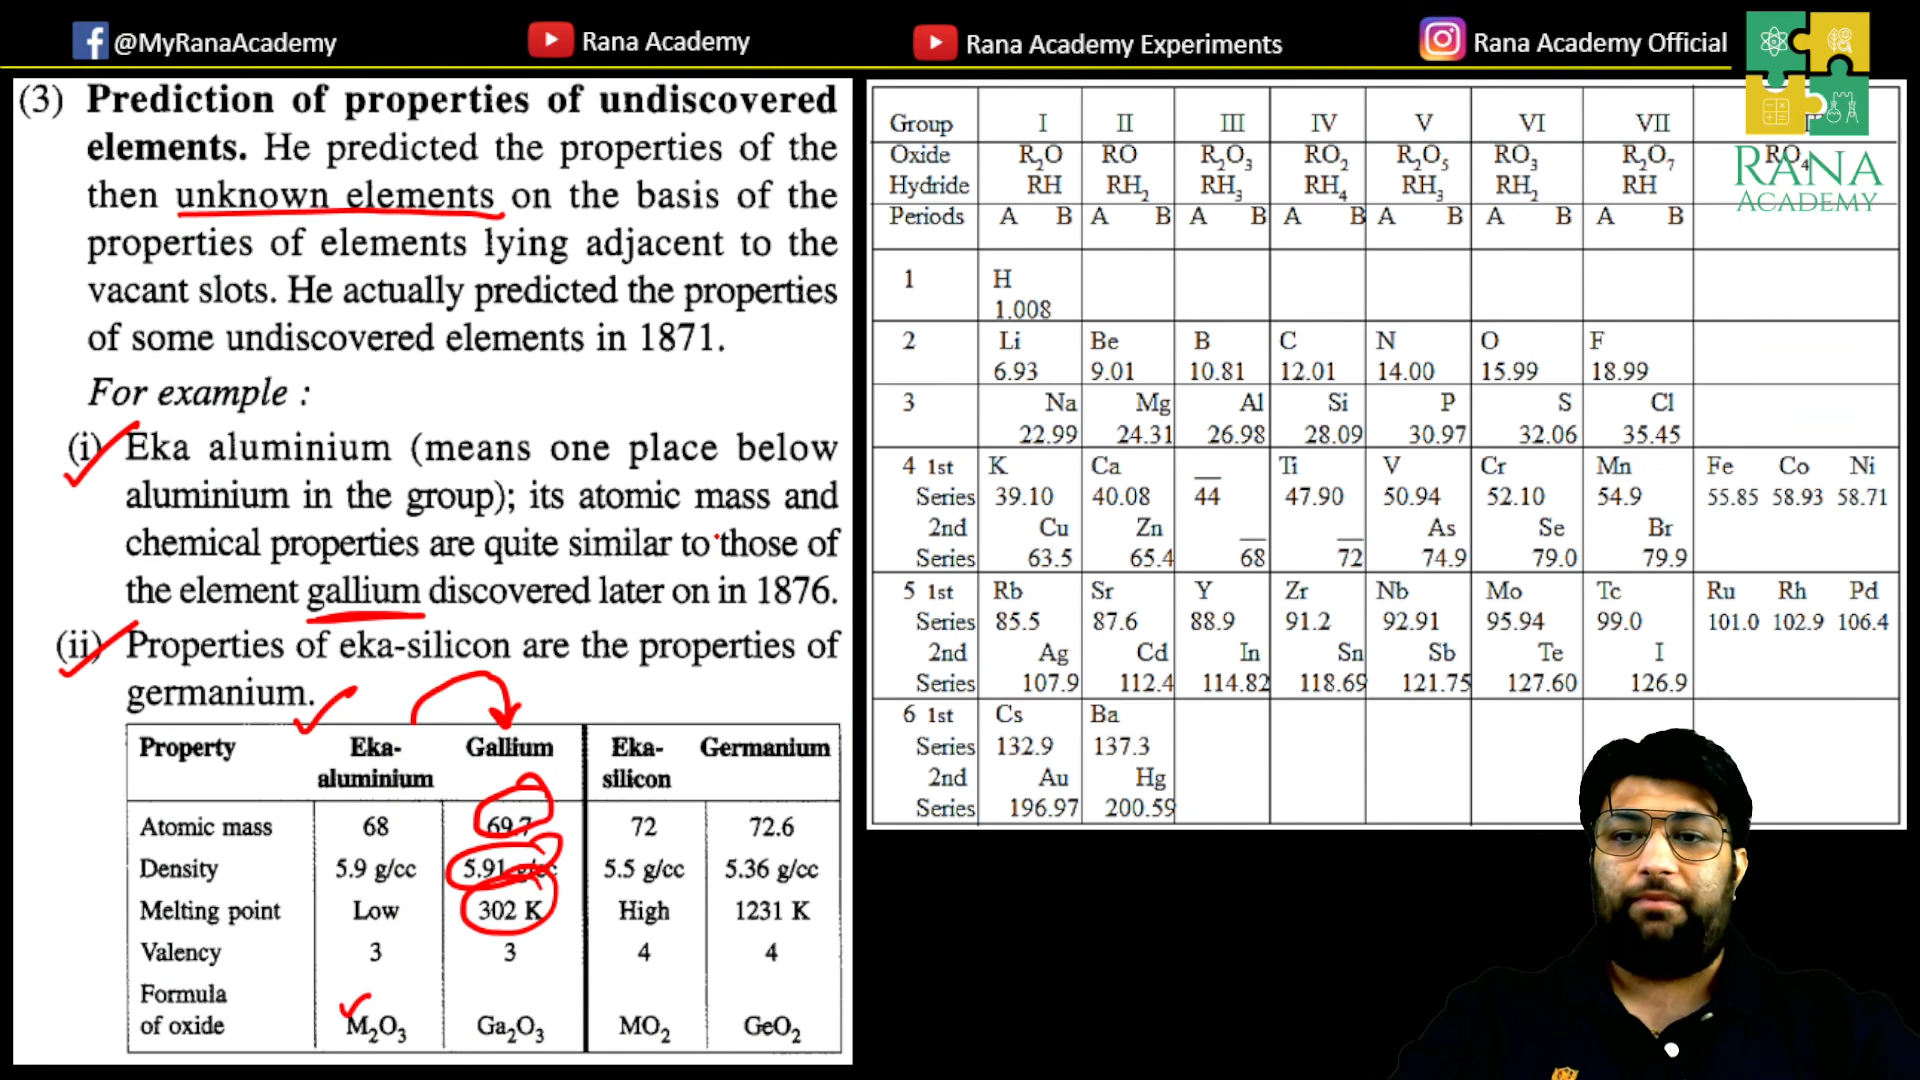 @MyRanaAcademy
Rana Academy
Rana Academy Experiments
Rana Academy Official
RANA
ACADEMY
(3) Prediction of properties of undiscovered
elements. He predicted the properties of the
then unknown elements on the basis of the
properties of elements lying adjacent to the
vacant slots. He actually predicted the properties
of some undiscovered elements in 1871.
For example :
(i) Eka aluminium (means one place below
aluminium in the group); its atomic mass and
chemical properties are quite similar to those of
the element gallium discovered later on in 1876.
(ii) Properties of eka-silicon are the properties of
germanium.
Property Eka- Gallium Eka- Germanium
aluminium silicon
Atomic mass 68 69.7 72 72.6
Density 5.9 g/cc 5.91 g/cc 5.5 g/cc 5.36 g/cc
Melting point Low 302 K High 1231 K
Valency 3 3 4 4
Formula
of oxide M₂O₃ Ga₂O₃ MO₂ GeO₂
Group I II III IV V VI VII
Oxide R₂O RO R₂O₃ RO₂ R₂O₅ RO₃ R₂O₇ RO₄
Hydride RH RH₂ RH₃ RH₄ RH₃ RH₂ RH
Periods A B A B A B A B A B A B A B
1 H
1.008
2 Li Be B C N O F
6.93 9.01 10.81 12.01 14.00 15.99 18.99
3 Na Mg Al Si P S Cl
22.99 24.31 26.98 28.09 30.97 32.06 35.45
4 1st K Ca __ Ti V Cr Mn Fe Co Ni
Series 39.10 40.08 44 47.90 50.94 52.10 54.9 55.85 58.93 58.71
2nd Cu Zn __ __ As Se Br
Series 63.5 65.4 68 72 74.9 79.0 79.9
5 1st Rb Sr Y Zr Nb Mo Tc Ru Rh Pd
Series 85.5 87.6 88.9 91.2 92.91 95.94 99.0 101.0 102.9 106.4
2nd Ag Cd In Sn Sb Te I
Series 107.9 112.4 114.82 118.69 121.75 127.60 126.9
6 1st Cs Ba
Series 132.9 137.3
2nd Au Hg
Series 196.97 200.59